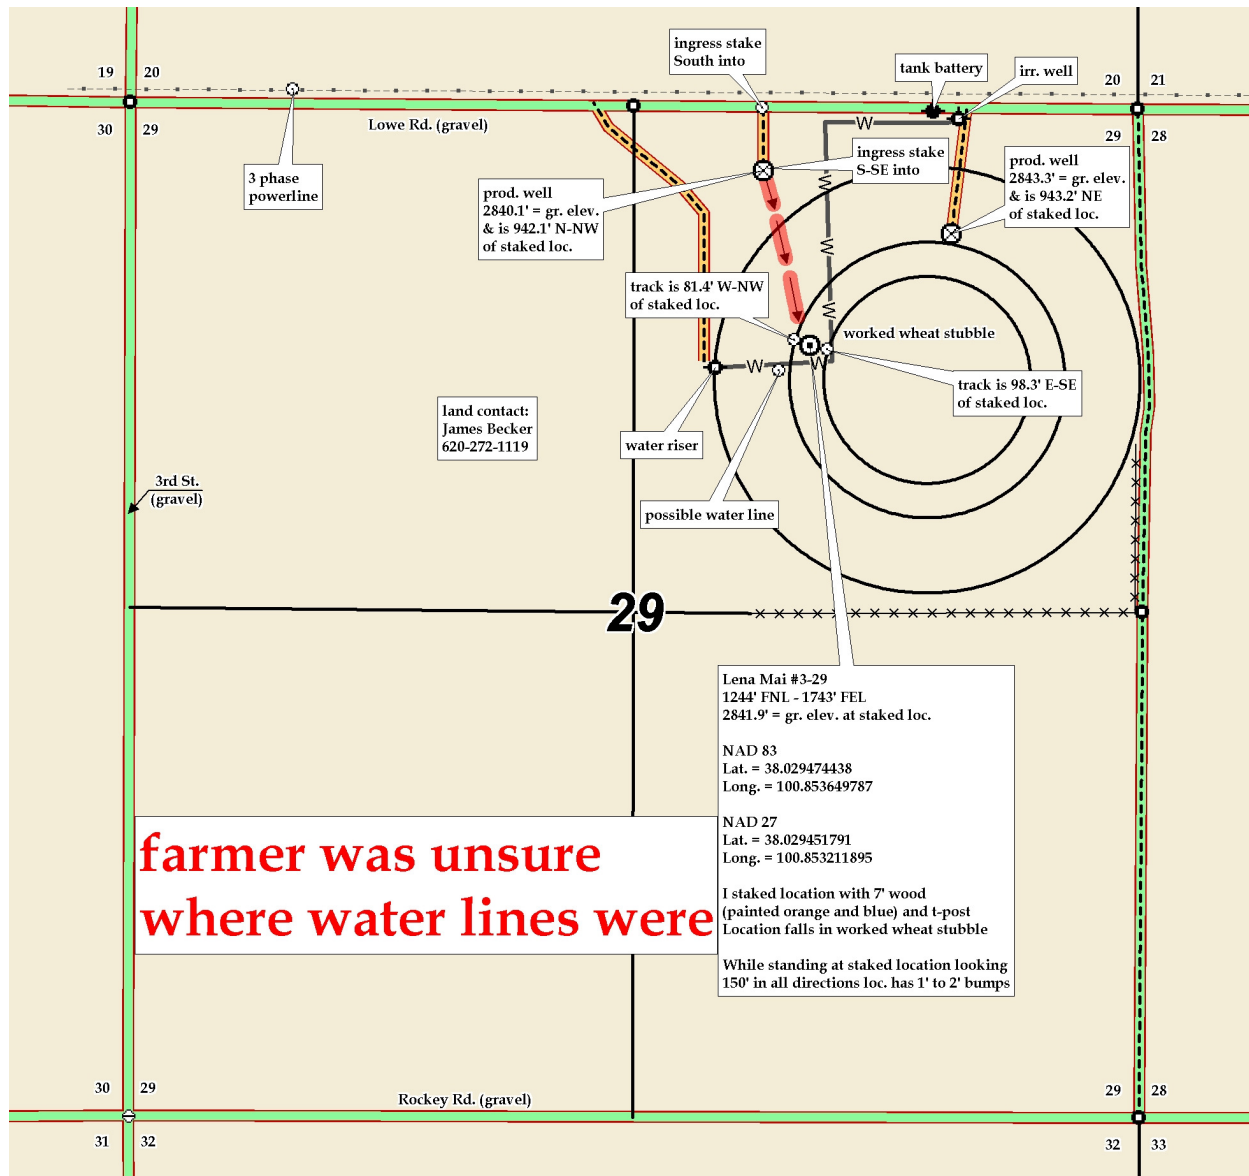 ingress stake
South into
tank battery
irr. well
19
20
20
21
30
29
Lowe Rd. (gravel)
29
28
W
3 phase
powerline
ingress stake
S-SE into
prod. well
2843.3' = gr. elev.
& is 943.2' NE
of staked loc.
prod. well
2840.1' = gr. elev.
& is 942.1' N-NW
of staked loc.
W
W
track is 81.4' W-NW
of staked loc.
W
worked wheat stubble
W
W
track is 98.3' E-SE
of staked loc.
land contact:
James Becker
620-272-1119
water riser
3rd St.
(gravel)
possible water line
29
Lena Mai #3-29
1244' FNL - 1743' FEL
2841.9' = gr. elev. at staked loc.
NAD 83
Lat. = 38.029474438
Long. = 100.853649787
NAD 27
Lat. = 38.029451791
Long. = 100.853211895
I staked location with 7' wood
(painted orange and blue) and t-post
Location falls in worked wheat stubble
While standing at staked location looking
150' in all directions loc. has 1' to 2' bumps
farmer was unsure
where water lines were
30
29
Rockey Rd. (gravel)
29
28
31
32
32
33